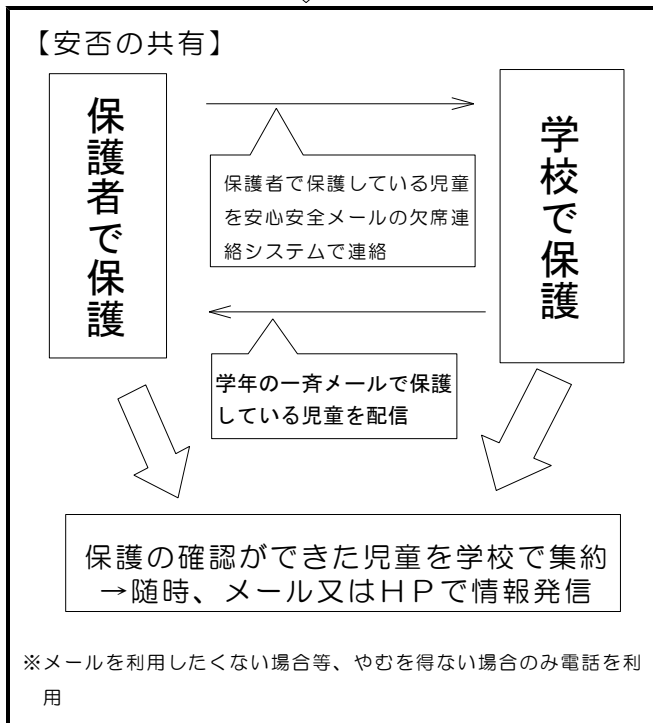 【安否の共有】
保護者で保護
学校で保護
保護者で保護している児童
を安心安全メールの欠席連
絡システムで連絡
学年の一斉メールで保護
している児童を配信
保護の確認ができた児童を学校で集約
→随時、メール又はＨＰで情報発信
※メールを利用したくない場合等、やむを得ない場合のみ電話を利
用